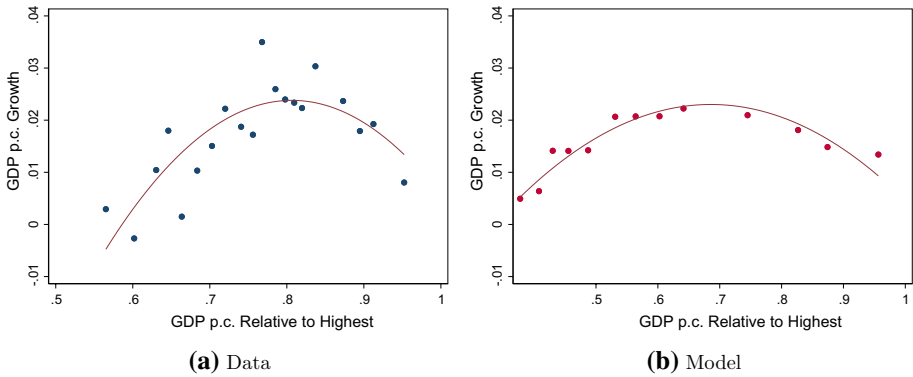 .04
.03
.02
.01
0
-.01
GDP p.c. Growth
.5 .6 .7 .8 .9 1
GDP p.c. Relative to Highest
(a) Data
.04
.03
.02
.01
0
-.01
GDP p.c. Growth
.5 .6 .7 .8 .9 1
GDP p.c. Relative to Highest
(b) Model